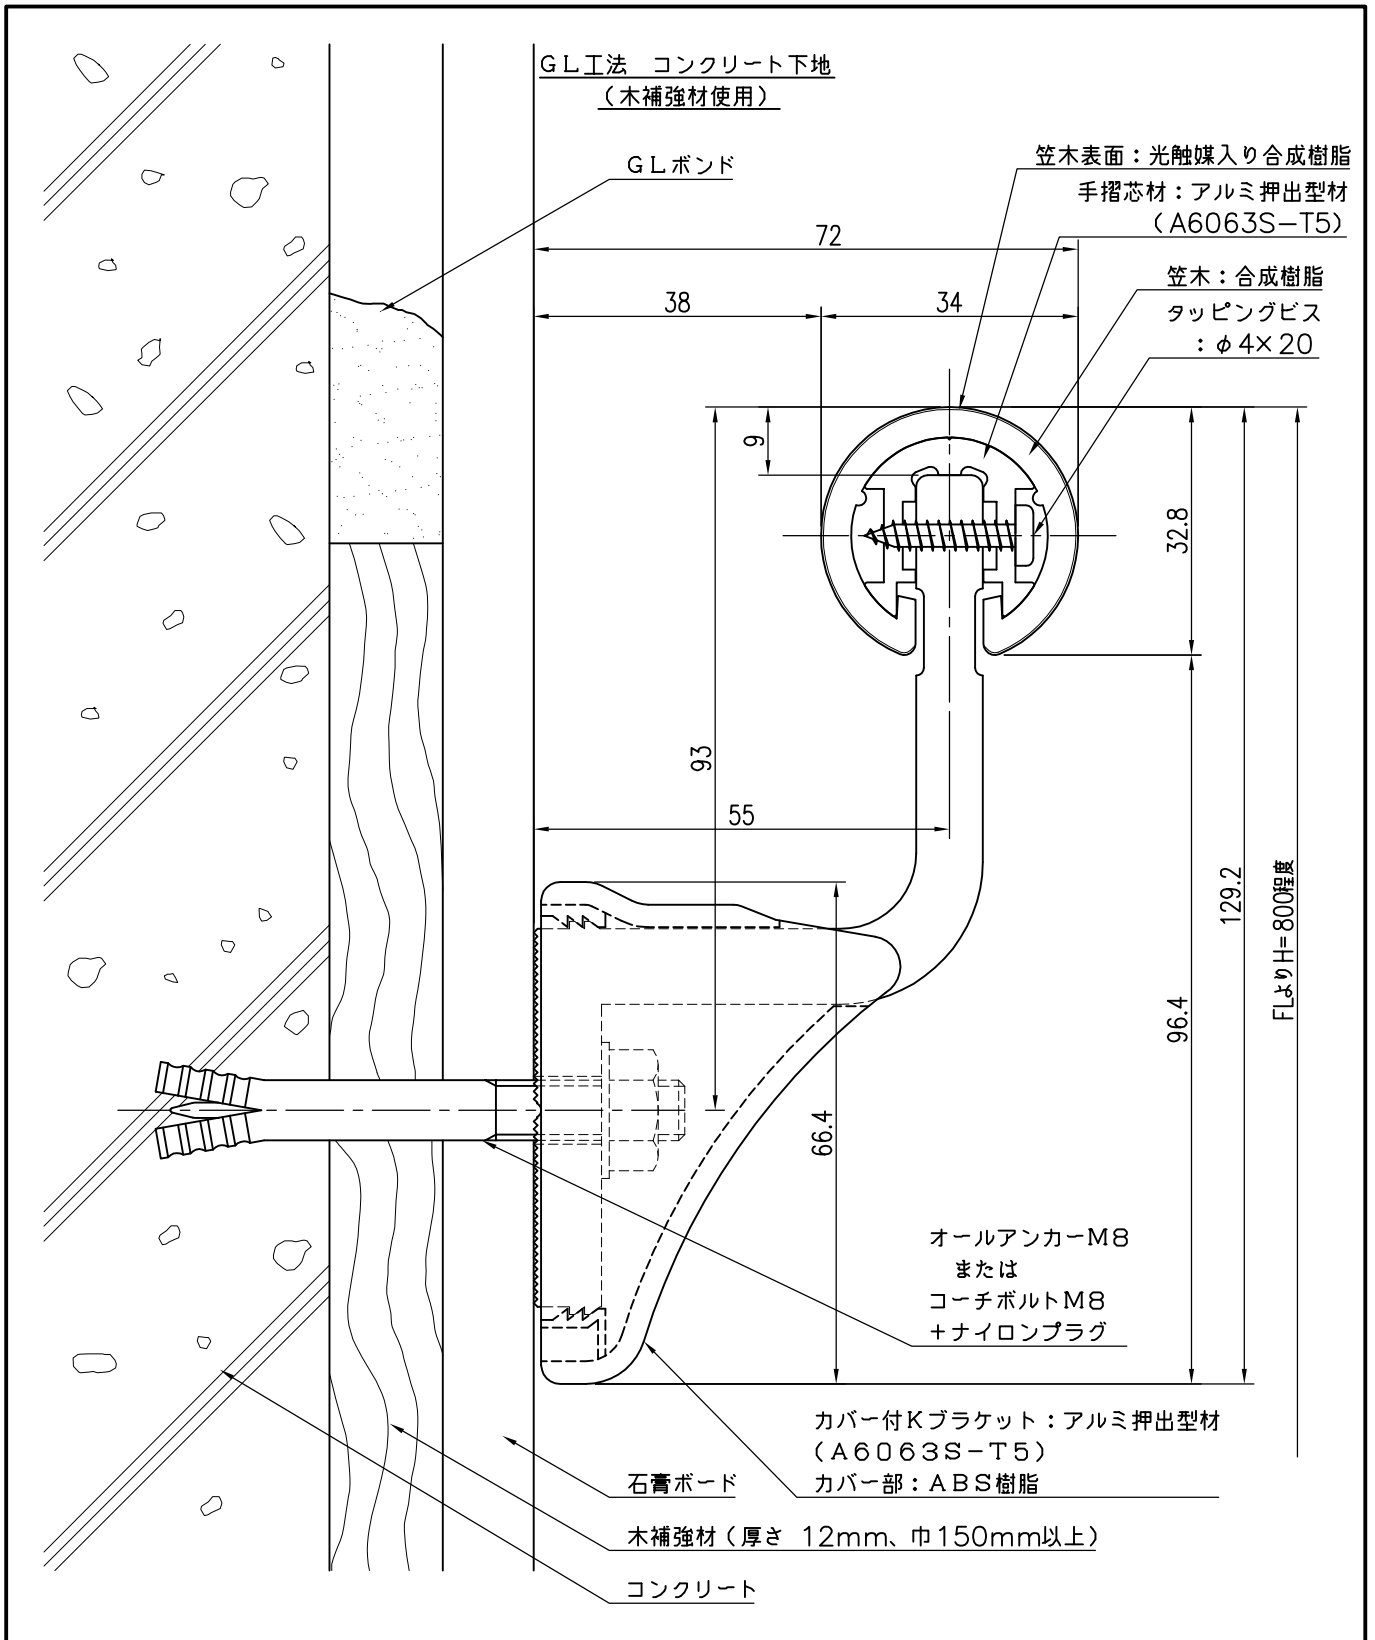 ＧＬ工法　コンクリート下地
（木補強材使用）
ＧＬボンド
笠木表面：光触媒入り合成樹脂
手摺芯材：アルミ押出型材
（A6063S−T5）
笠木：合成樹脂
タッピングビス
：φ4×20
72
38
34
9
32.8
93
55
129.2
FLよりH=800程度
96.4
66.4
オールアンカーM8
または
コーチボルトM8
＋ナイロンプラグ
カバー付Kブラケット：アルミ押出型材
（A6063S−T5）
カバー部：ABS樹脂
石膏ボード
木補強材（厚さ 12mm、巾150mm以上）
コンクリート